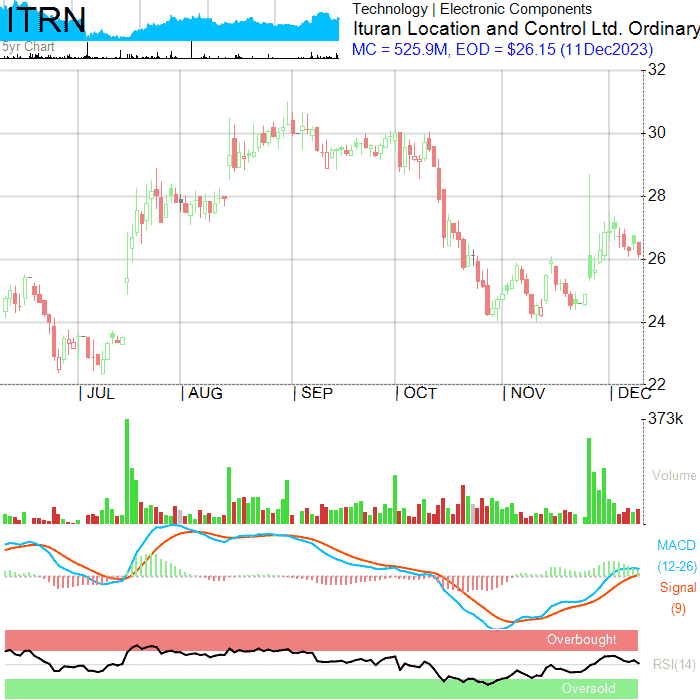 ITRN
5yr Chart
Technology | Electronic Components
Ituran Location and Control Ltd. Ordinary
MC = 525.9M, EOD = $26.15 (11Dec2023)
32
30
28
26
24
22
| JUL | AUG | SEP | OCT | NOV | DEC
373k
Volume
MACD
(12-26)
Signal
(9)
Overbought
RSI(14)
Oversold